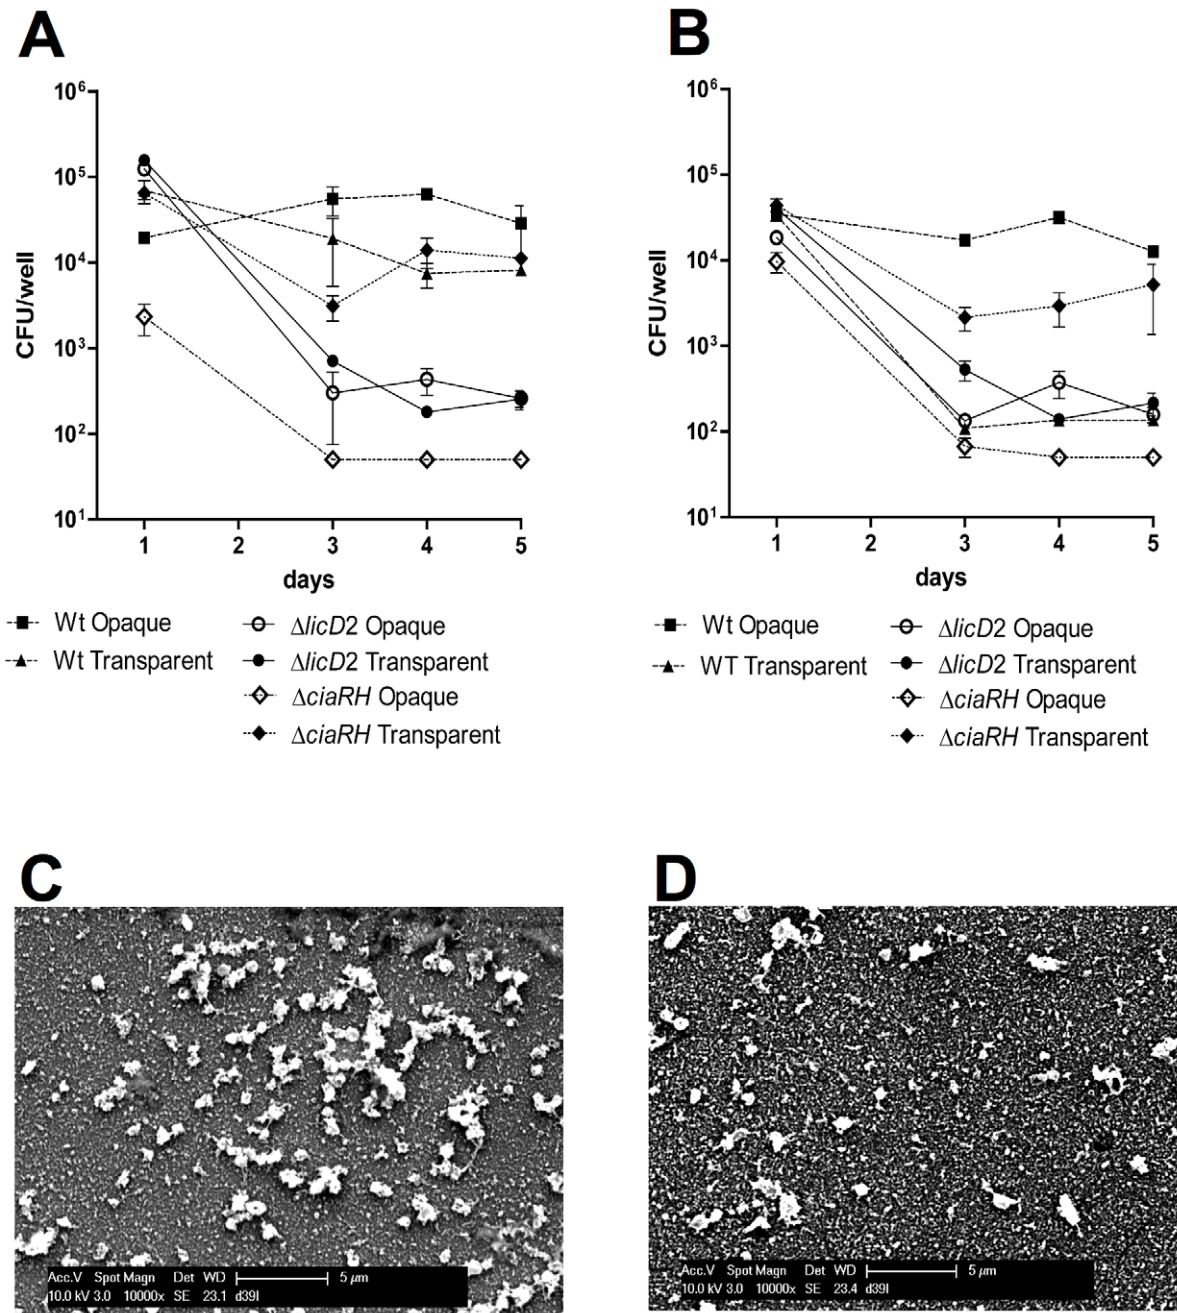 A
B
10⁶
10⁵
10⁴
10³
10²
10¹
CFU/well
1 2 3 4 5
days
10⁶
10⁵
10⁴
10³
10²
10¹
CFU/well
1 2 3 4 5
days
Wt Opaque
Wt Transparent
ΔlicD2 Opaque
ΔlicD2 Transparent
ΔciaRH Opaque
ΔciaRH Transparent
Wt Opaque
WT Transparent
ΔlicD2 Opaque
ΔlicD2 Transparent
ΔciaRH Opaque
ΔciaRH Transparent
C
D
Acc.V Spot Magn Det WD 5 µm
10.0 kV 3.0 10000x SE 23.1 d39l
Acc.V Spot Magn Det WD 5 µm
10.0 kV 3.0 10000x SE 23.4 d39l